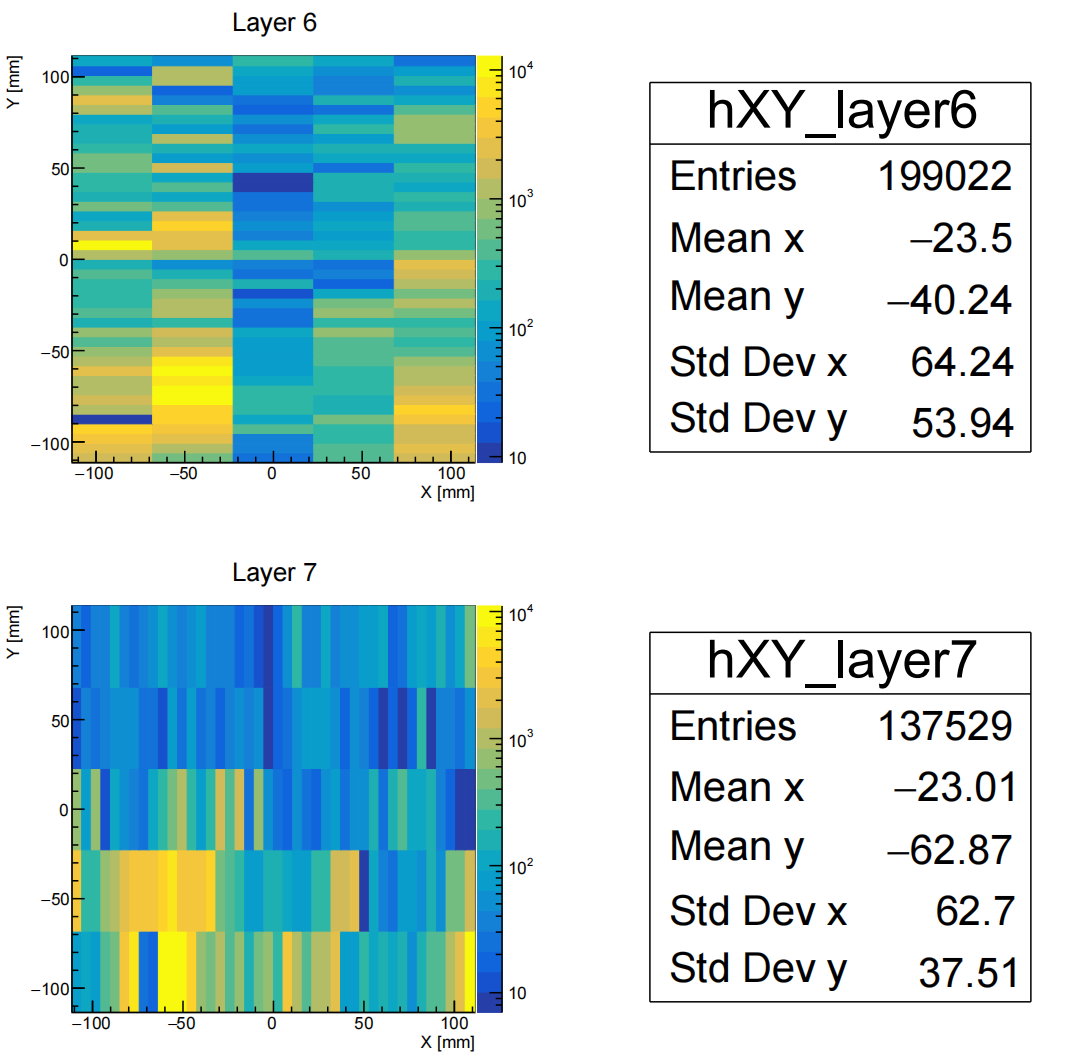 Layer 6
Y [mm]
100
50
0
−50
−100
−100 −50 0 50 100
X [mm]
10⁴
10³
10²
10
hXY_layer6
Entries 199022
Mean x −23.5
Mean y −40.24
Std Dev x 64.24
Std Dev y 53.94
Layer 7
Y [mm]
100
50
0
−50
−100
−100 −50 0 50 100
X [mm]
10⁴
10³
10²
10
hXY_layer7
Entries 137529
Mean x −23.01
Mean y −62.87
Std Dev x 62.7
Std Dev y 37.51